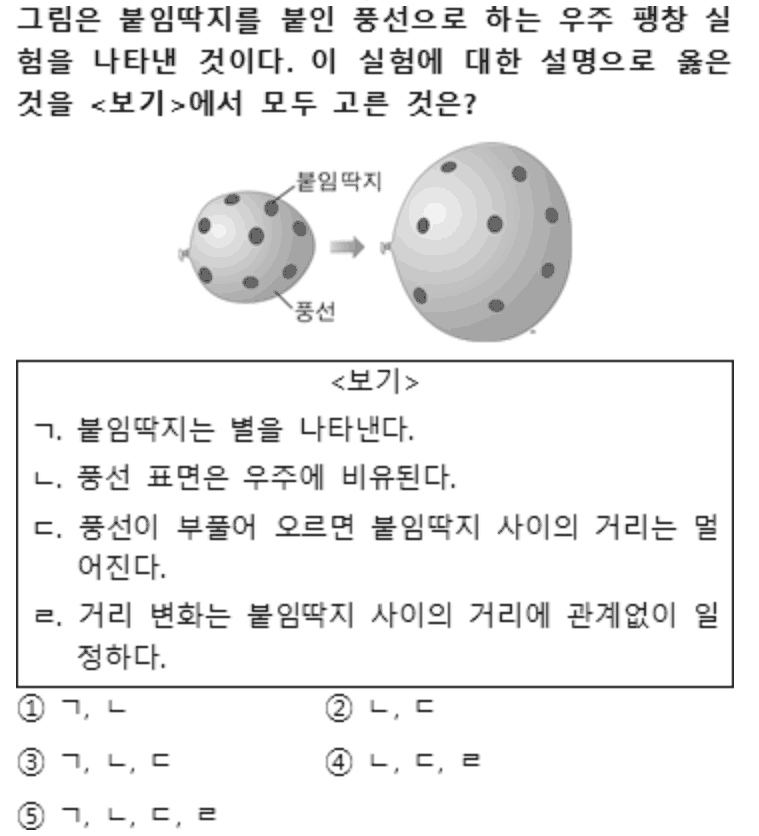 그림은 붙임딱지를 붙인 풍선으로 하는 우주 팽창 실
험을 나타낸 것이다. 이 실험에 대한 설명으로 옳은
것을 <보기>에서 모두 고른 것은?
붙임딱지
풍선
<보기>
ㄱ. 붙임딱지는 별을 나타낸다.
ㄴ. 풍선 표면은 우주에 비유된다.
ㄷ. 풍선이 부풀어 오르면 붙임딱지 사이의 거리는 멀
어진다.
ㄹ. 거리 변화는 붙임딱지 사이의 거리에 관계없이 일
정하다.
① ㄱ, ㄴ ② ㄴ, ㄷ
③ ㄱ, ㄴ, ㄷ ④ ㄴ, ㄷ, ㄹ
⑤ ㄱ, ㄴ, ㄷ, ㄹ